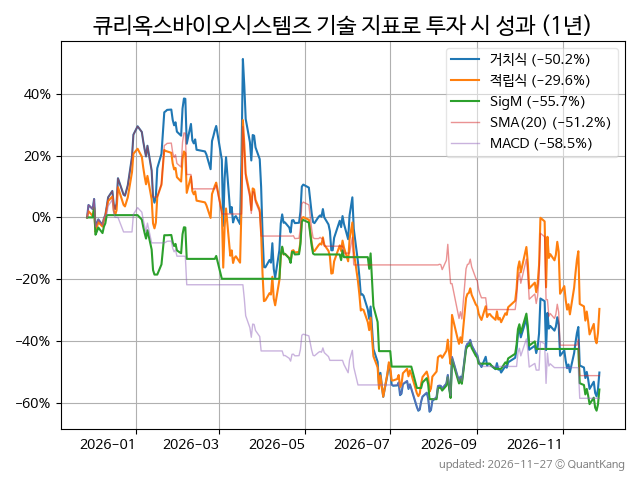 큐리옥스바이오시스템즈 기술 지표로 투자 시 성과 (1년)
거치식 (−50.2%)
적립식 (−29.6%)
SigM (−55.7%)
SMA(20) (−51.2%)
MACD (−58.5%)
40%
20%
0%
−20%
−40%
−60%
2026−01 2026−03 2026−05 2026−07 2026−09 2026−11
updated: 2026−11−27 © QuantKang